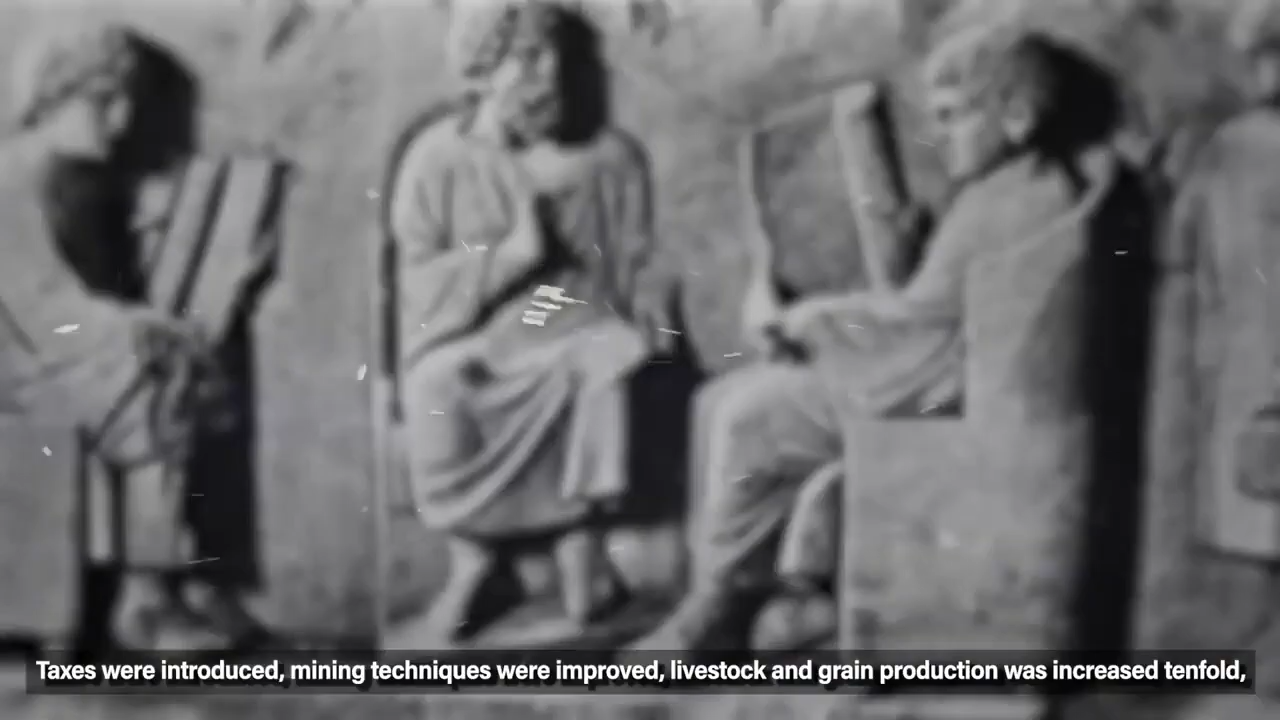 Taxes were introduced, mining techniques were improved, livestock and grain production was increased tenfold,